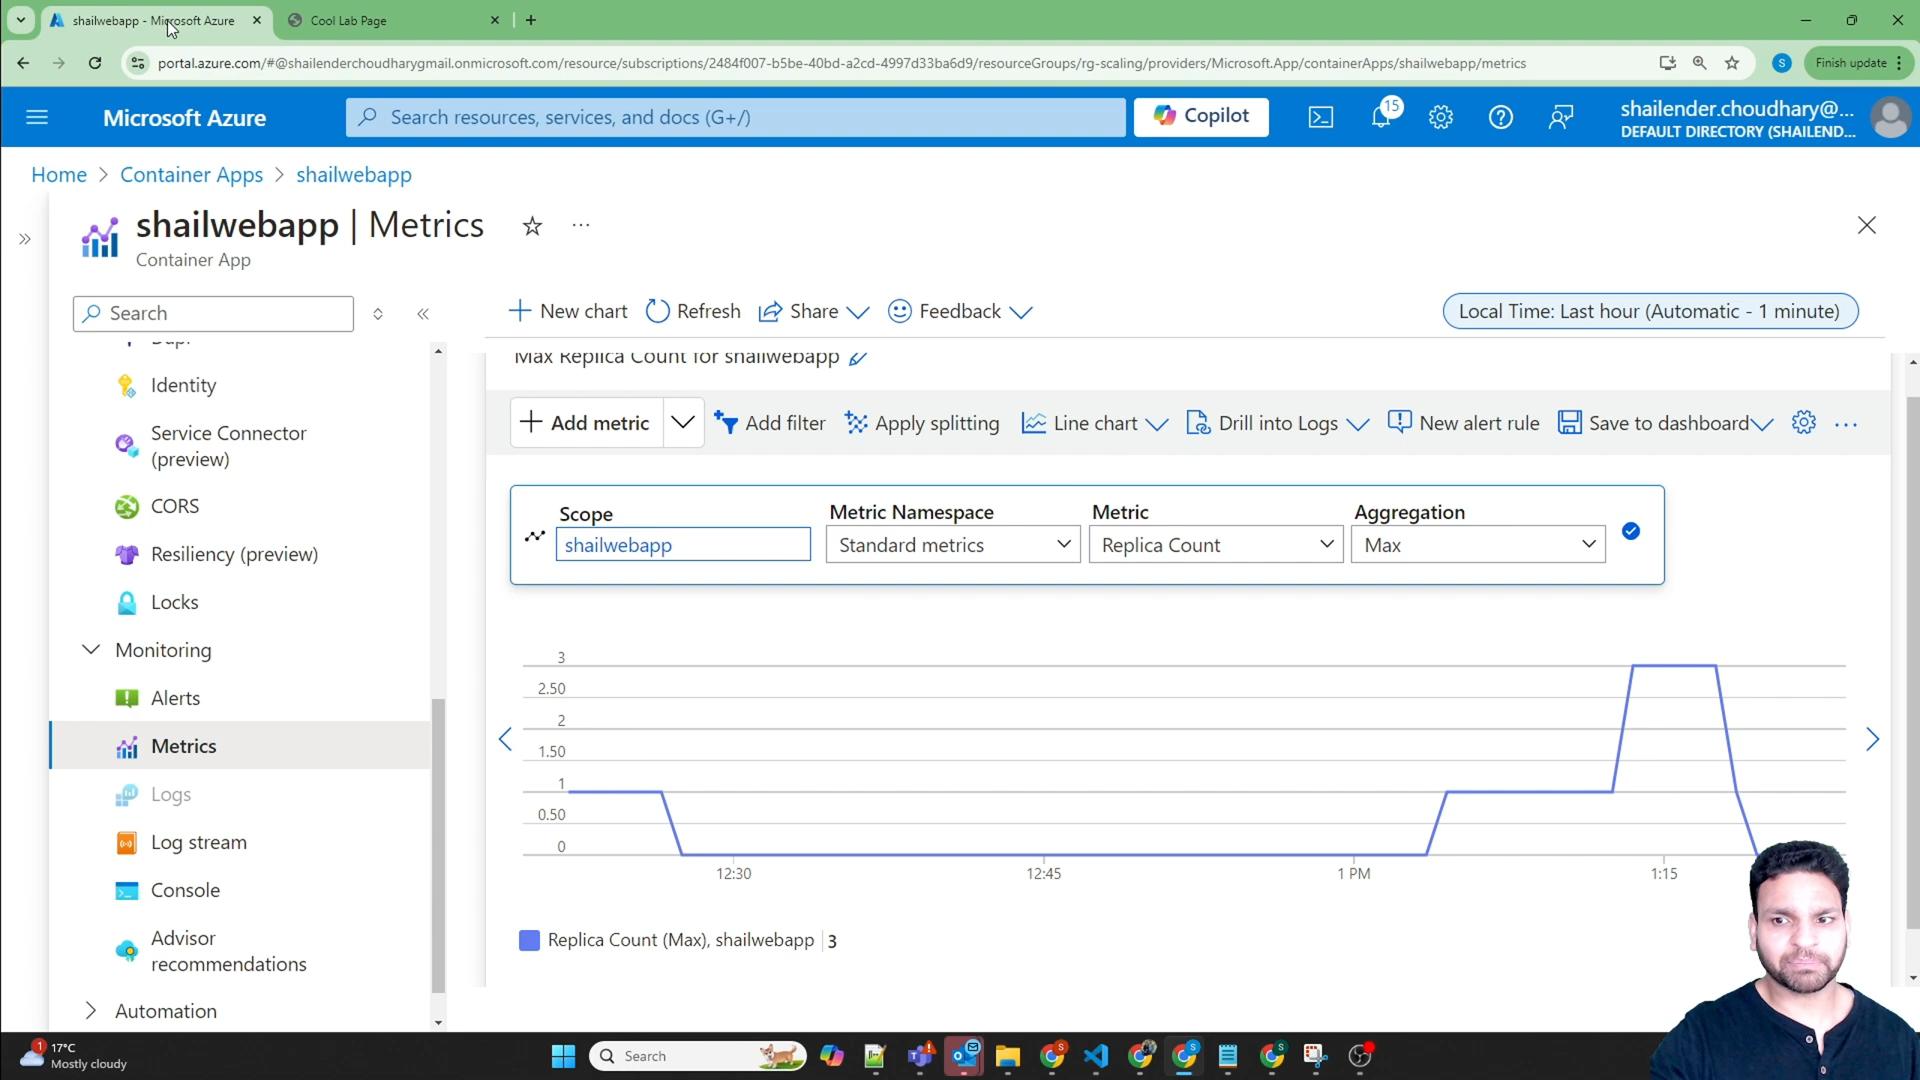 shailwebapp - Microsoft Azure
Cool Lab Page
portal.azure.com/#@shailenderchoudharygmail.onmicrosoft.com/resource/subscriptions/2484f007-b5be-40bd-a2cd-4997d33ba6d9/resourceGroups/rg-scaling/providers/Microsoft.App/containerApps/shailwebapp/metrics
S
Finish update
Microsoft Azure
Search resources, services, and docs (G+/)
Copilot
15
shailender.choudhary@...
DEFAULT DIRECTORY (SHAILEND...
Home > Container Apps > shailwebapp
shailwebapp | Metrics
Container App
Search
New chart
Refresh
Share
Feedback
Local Time: Last hour (Automatic - 1 minute)
Dapr
Identity
Service Connector
(preview)
CORS
Resiliency (preview)
Locks
Monitoring
Alerts
Metrics
Logs
Log stream
Console
Advisor
recommendations
Automation
Max Replica Count for shailwebapp
Add metric
Add filter
Apply splitting
Line chart
Drill into Logs
New alert rule
Save to dashboard
Scope
Metric Namespace
Metric
Aggregation
shailwebapp
Standard metrics
Replica Count
Max
3
2.50
2
1.50
1
0.50
0
12:30
12:45
1 PM
1:15
Replica Count (Max), shailwebapp | 3
1
17°C
Mostly cloudy
Search